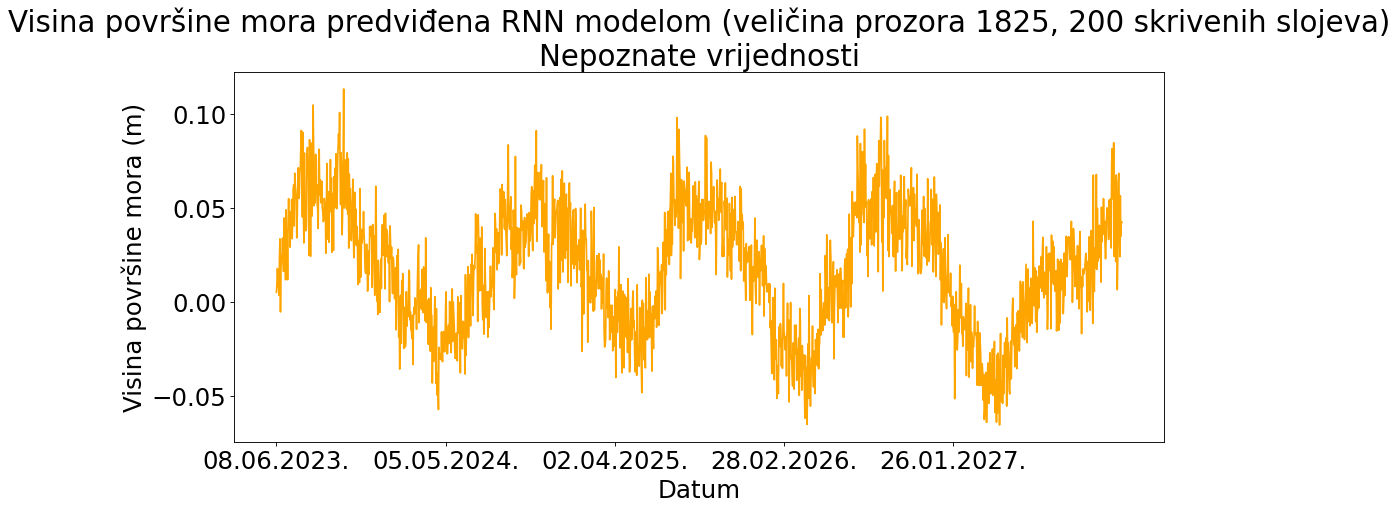 Visina površine mora predviđena RNN modelom (veličina prozora 1825, 200 skrivenih slojeva)
Nepoznate vrijednosti
Visina površine mora (m)
0.10
0.05
0.00
−0.05
08.06.2023. 05.05.2024. 02.04.2025. 28.02.2026. 26.01.2027.
Datum